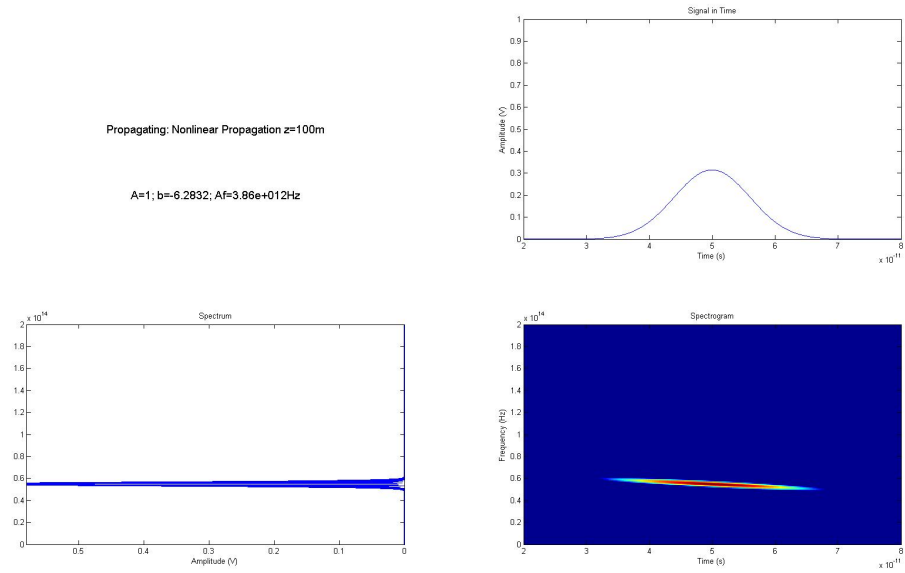 Propagating: Nonlinear Propagation z=100m
A=1; b=-6.2832; Af=3.86e+012Hz
Signal in Time
1
0.9
0.8
0.7
0.6
0.5
0.4
0.3
0.2
0.1
0
Amplitude (V)
2 3 4 5 6 7 8
Time (s)
x 10^-11
Spectrum
x 10^14
2
1.8
1.6
1.4
1.2
1
0.8
0.6
0.4
0.2
0
0.5 0.4 0.3 0.2 0.1 0
Amplitude (V)
Spectrogram
x 10^14
2
1.8
1.6
1.4
1.2
1
0.8
0.6
0.4
0.2
0
Frequency (Hz)
2 3 4 5 6 7 8
Time (s)
x 10^-11